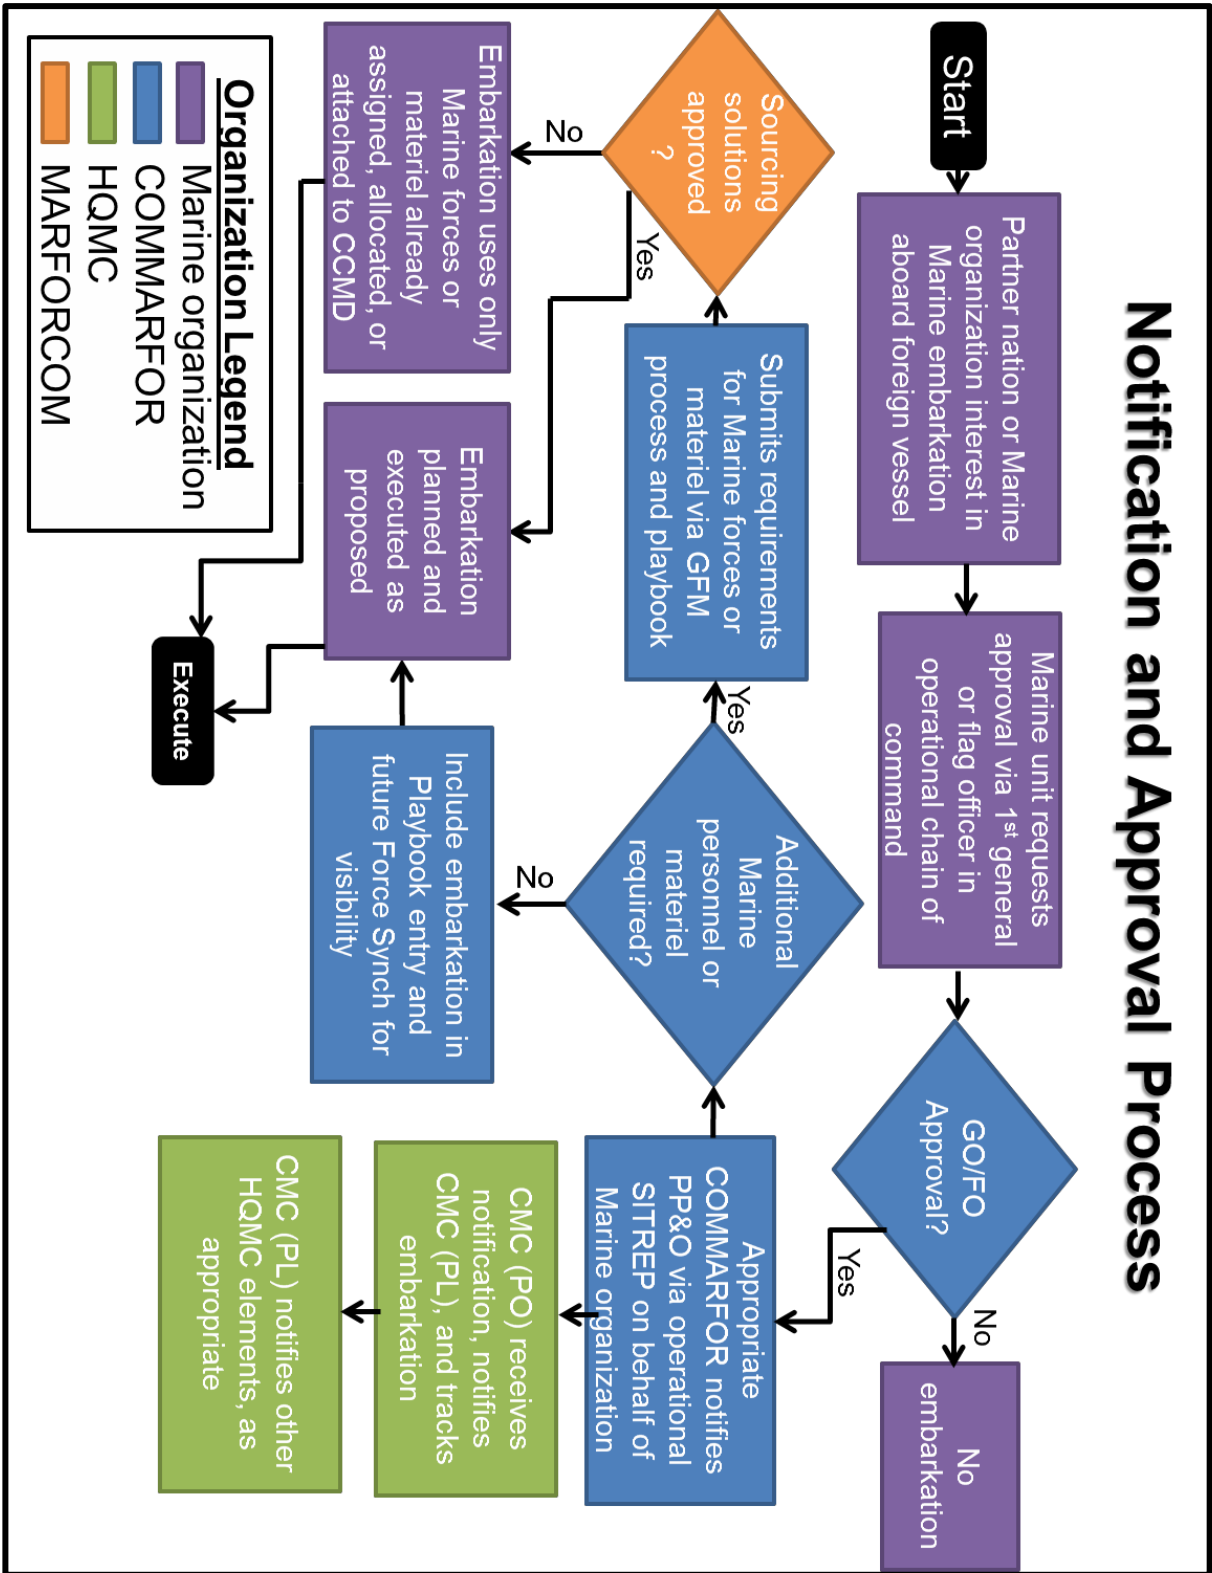 Notification and Approval Process
Start
Partner nation or Marine
organization interest in
Marine embarkation
aboard foreign vessel
Marine unit requests
approval via 1st general
or flag officer in
operational chain of
command
GO/FO
Approval?
No
No
embarkation
Yes
Appropriate
COMMARFOR notifies
PP&O via operational
SITREP on behalf of
Marine organization
CMC (PO) receives
notification, notifies
CMC (PL), and tracks
embarkation
CMC (PL) notifies other
HQMC elements, as
appropriate
Additional
Marine
personnel or
materiel
required?
Yes
No
Submits requirements
for Marine forces or
materiel via GFM
process and playbook
Include embarkation in
Playbook entry and
future Force Synch for
visibility
Sourcing
solutions
approved
?
Yes
No
Embarkation uses only
Marine forces or
materiel already
assigned, allocated, or
attached to CCMD
Embarkation
planned and
executed as
proposed
Execute
Organization Legend
Marine organization
COMMARFOR
HQMC
MARFORCOM